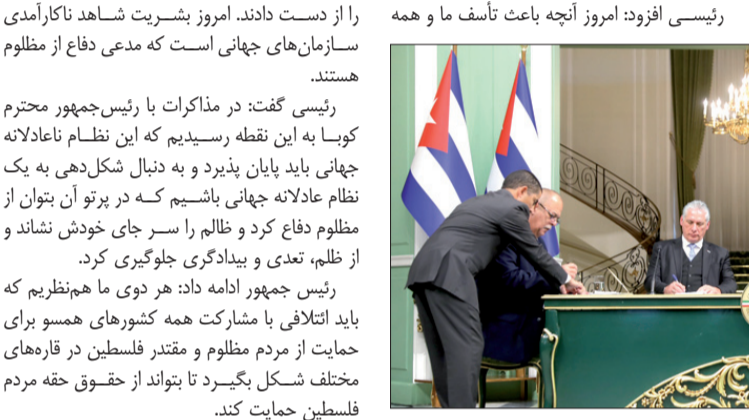 رئیسی افزود: امروز آنچه باعث تأسف ما و همه
را از دست دادند. امروز بشریت شاهد ناکارآمدی
سازمان‌های جهانی است که مدعی دفاع از مظلوم
هستند.
رئیسی گفت: در مذاکرات با رئیس‌جمهور محترم
کوبا به این نقطه رسیدیم که این نظام ناعادلانه
جهانی باید پایان پذیرد و به دنبال شکل‌دهی به یک
نظام عادلانه جهانی باشیم که در پرتو آن بتوان از
مظلوم دفاع کرد و ظالم را سر جای خودش نشاند و
از ظلم، تعدی و بیدادگری جلوگیری کرد.
رئیس جمهور ادامه داد: هر دوی ما هم‌نظریم که
باید ائتلافی با مشارکت همه کشورهای همسو برای
حمایت از مردم مظلوم و مقتدر فلسطین در قاره‌های
مختلف شکل بگیرد تا بتواند از حقوق حقه مردم
فلسطین حمایت کند.